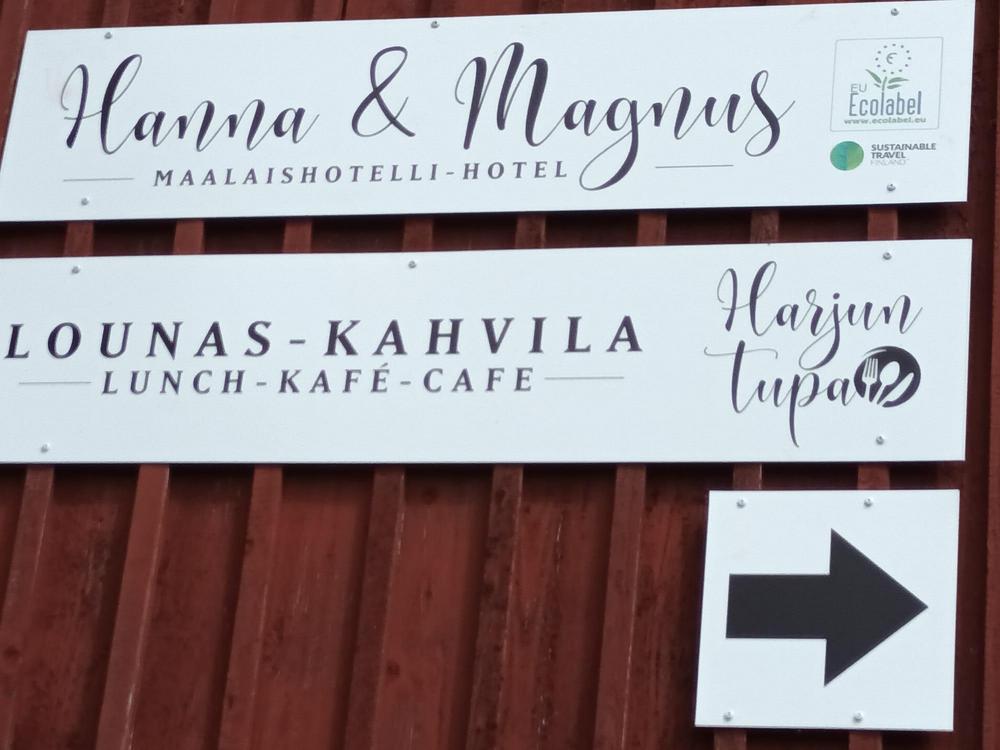 Hanna & Magnus
MAALAISHOTELLI-HOTEL
EU
Ecolabel
www.ecolabel.eu
SUSTAINABLE
TRAVEL
FINLAND
LOUNAS-KAHVILA
LUNCH-KAFÉ-CAFE
Harjun
tupa